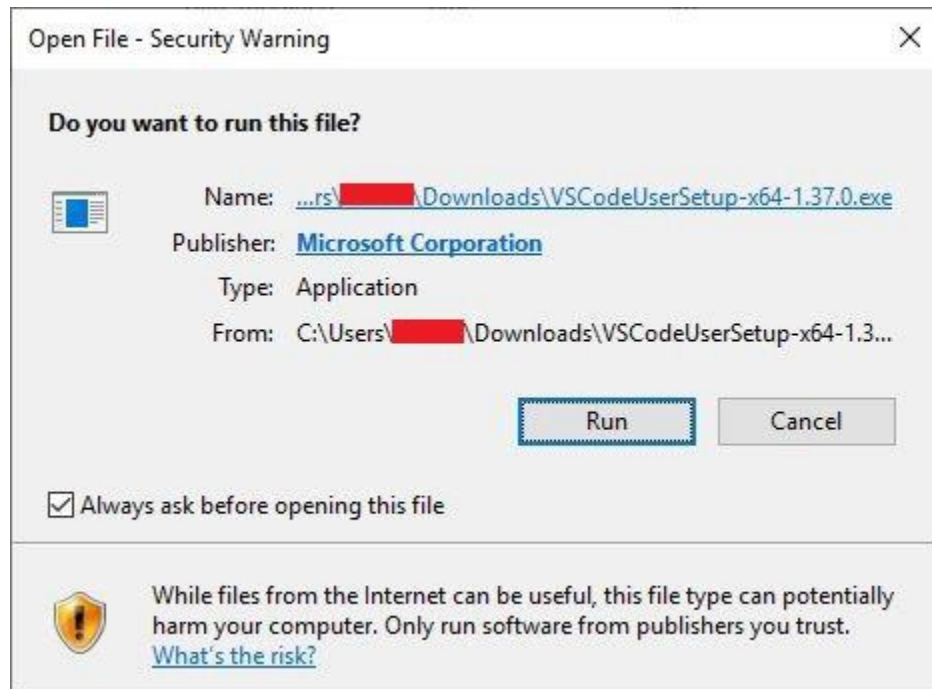 Open File - Security Warning
Do you want to run this file?
Name: ...rs\ \Downloads\VSCodeUserSetup-x64-1.37.0.exe
Publisher: Microsoft Corporation
Type: Application
From: C:\Users\ \Downloads\VSCodeUserSetup-x64-1.3...
Run Cancel
Always ask before opening this file
While files from the Internet can be useful, this file type can potentially
harm your computer. Only run software from publishers you trust.
What's the risk?